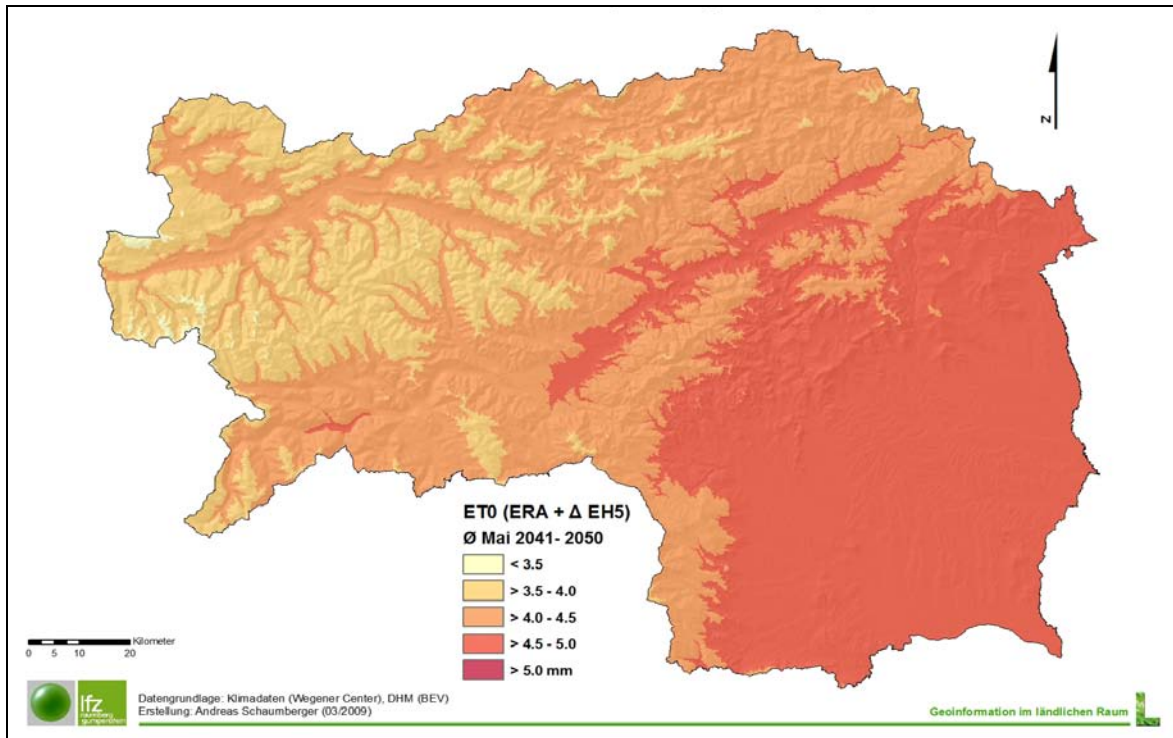 N
ET0 (ERA + Δ EH5)
Ø Mai 2041- 2050
< 3.5
> 3.5 - 4.0
> 4.0 - 4.5
> 4.5 - 5.0
> 5.0 mm
Kilometer
0 5 10 20
lfz
raumberg
gumpenstein
Datengrundlage: Klimadaten (Wegener Center), DHM (BEV)
Erstellung: Andreas Schaumberger (03/2009)
Geoinformation im ländlichen Raum
L